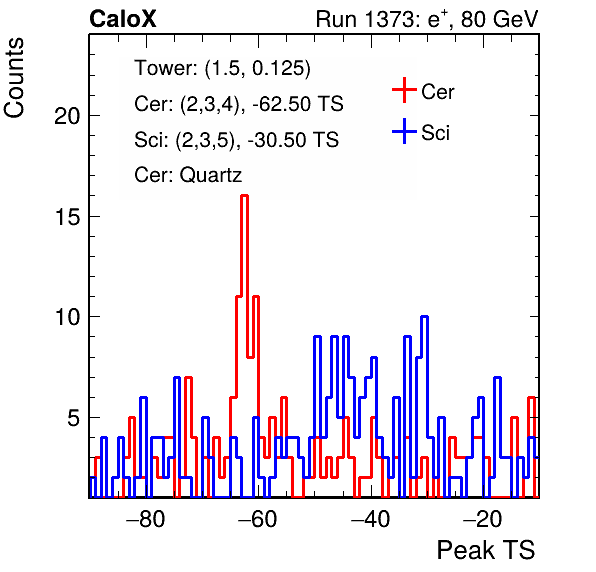 CaloX Run 1373: e⁺, 80 GeV
Counts
Tower: (1.5, 0.125)
Cer: (2,3,4), -62.50 TS
Sci: (2,3,5), -30.50 TS
Cer: Quartz
Cer
Sci
20
15
10
5
−80 −60 −40 −20
Peak TS